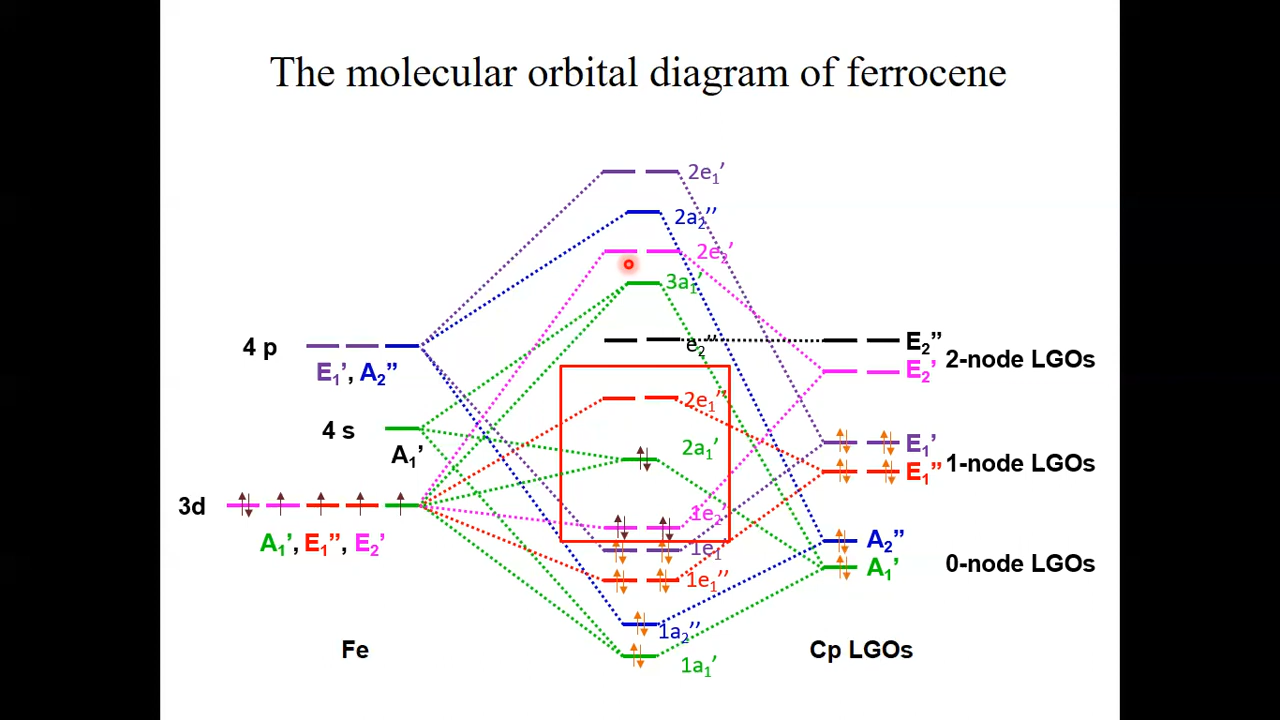 The molecular orbital diagram of ferrocene
2e₁’
2a₂’’
2e₂’
3a₁’
4 p
e₂’’
E₂”
E₂’
2-node LGOs
E₁’, A₂”
2e₁’’
4 s
A₁’
2a₁’
E₁’
E₁”
1-node LGOs
3d
1e₂’
A₁’, E₁”, E₂’
1e₁’
A₂”
A₁’
0-node LGOs
1e₁’’
1a₂’’
1a₁’
Fe
Cp LGOs